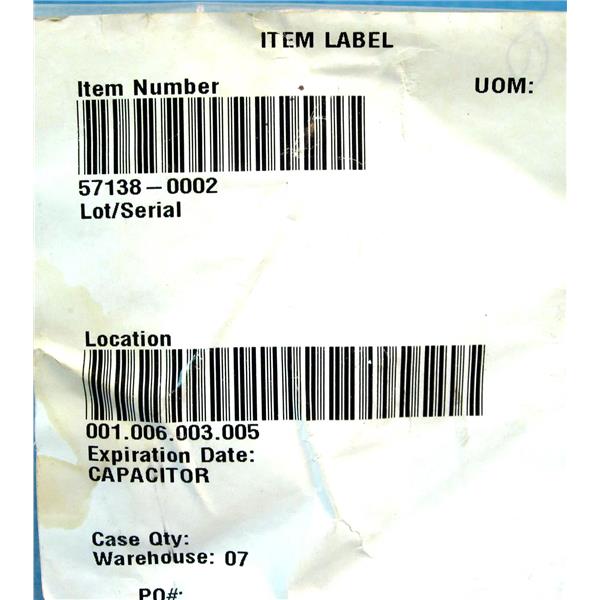 ITEM LABEL
Item Number
UOM:
57138-0002
Lot/Serial
Location
001.006.003.005
Expiration Date:
CAPACITOR
Case Qty:
Warehouse: 07
PO#: